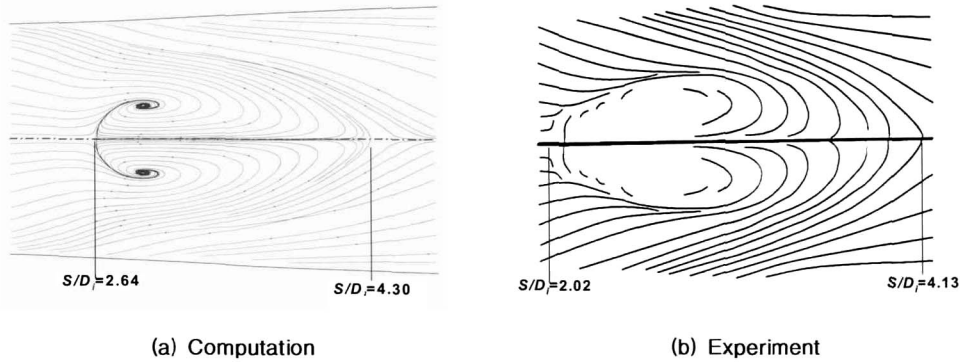 S/Di=2.64
S/Di=4.30
S/Di=2.02
S/Di=4.13
(a) Computation
(b) Experiment